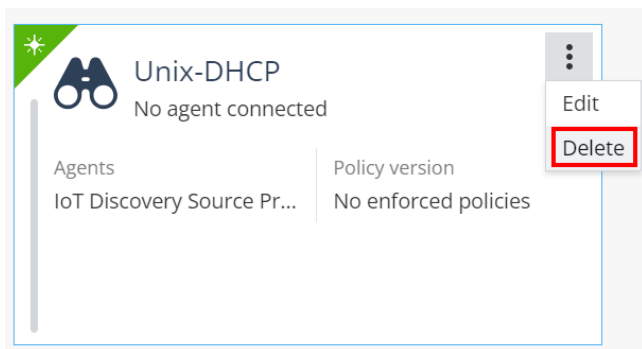 Unix-DHCP
No agent connected
Edit
Delete
Agents
IoT Discovery Source Pr...
Policy version
No enforced policies